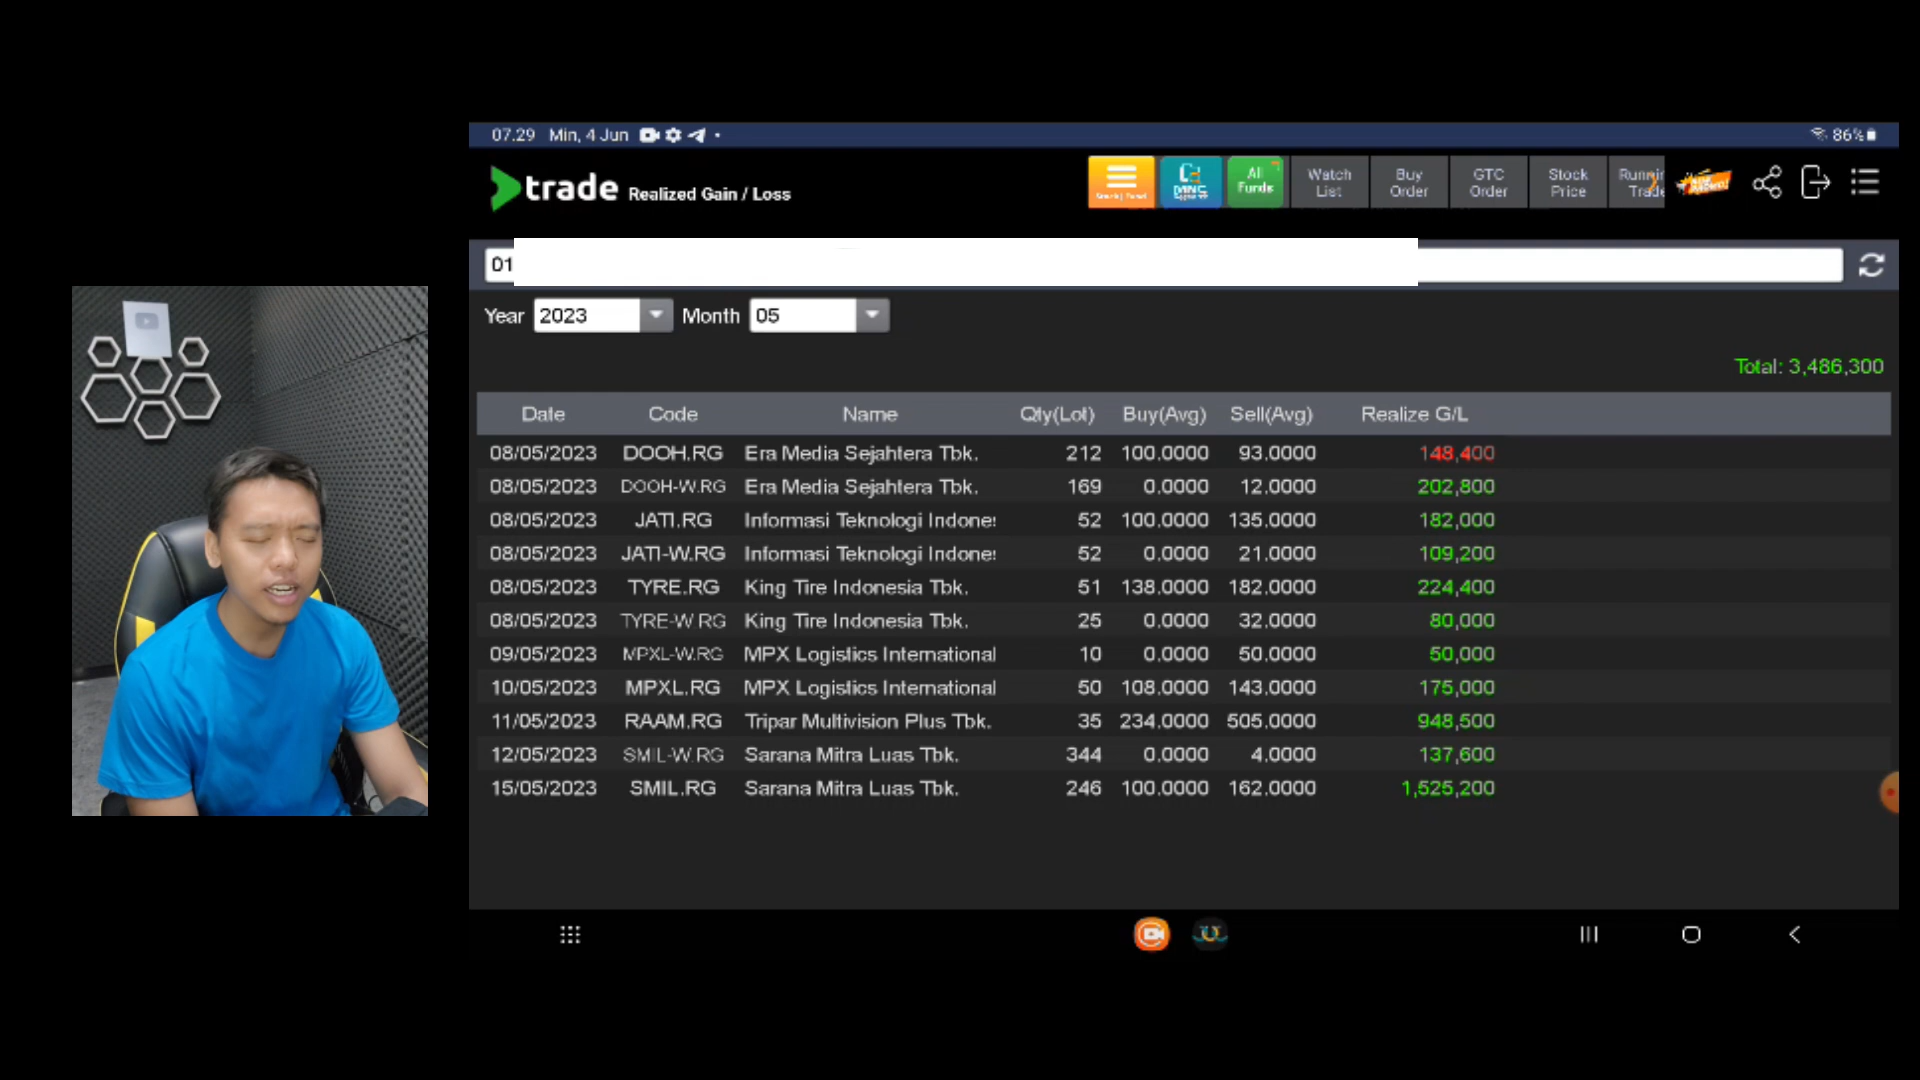 07.29 Min, 4 Jun 86%
trade Realized Gain / Loss
All Funds
Watch List
Buy Order
GTC Order
Stock Price
01
Year 2023 Month 05
Total: 3,486,300
Date Code Name Qty(Lot) Buy(Avg) Sell(Avg) Realize G/L
08/05/2023 DOOH.RG Era Media Sejahtera Tbk. 212 100.0000 93.0000 148,400
08/05/2023 DOOH-W.RG Era Media Sejahtera Tbk. 169 0.0000 12.0000 202,800
08/05/2023 JATI.RG Informasi Teknologi 52 100.0000 135.0000 182,000
08/05/2023 JATI-W.RG Informasi Teknologi 52 0.0000 21.0000 109,200
08/05/2023 TYRE.RG King Tire Indonesia Tbk. 51 138.0000 182.0000 224,400
08/05/2023 TYRE-W.RG King Tire Indonesia Tbk. 25 0.0000 32.0000 80,000
09/05/2023 MPXL-W.RG MPX Logistics International 10 0.0000 50.0000 50,000
10/05/2023 MPXL.RG MPX Logistics International 50 108.0000 143.0000 175,000
11/05/2023 RAAM.RG Tripar Multivision Plus Tbk. 35 234.0000 505.0000 948,500
12/05/2023 SMIL-W.RG Sarana Mitra Luas Tbk. 344 0.0000 4.0000 137,600
15/05/2023 SMIL.RG Sarana Mitra Luas Tbk. 246 100.0000 162.0000 1,525,200